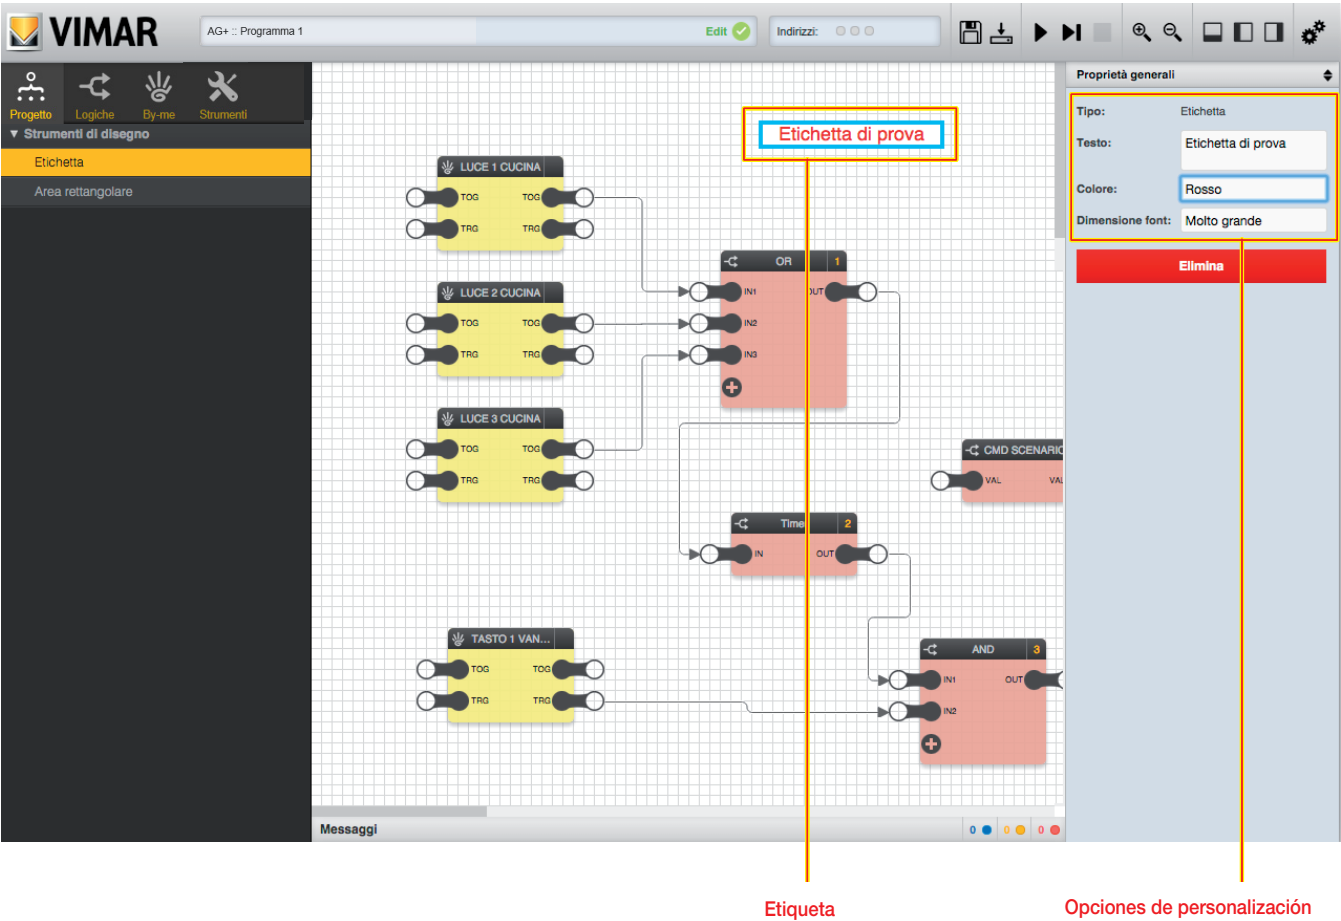 VIMAR
AG+ :: Programma 1
Edit
Indirizzi:
Progetto
Logiche
By-me
Strumenti
▼ Strumenti di disegno
Etichetta
Area rettangolare
Etichetta di prova
LUCE 1 CUCINA
TOG TOG
TRG TRG
LUCE 2 CUCINA
TOG TOG
TRG TRG
LUCE 3 CUCINA
TOG TOG
TRG TRG
OR 1
IN1 OUT
IN2
IN3
CMD SCENARIO
VAL VAL
Time 2
IN OUT
TASTO 1 VAN...
TOG TOG
TRG TRG
AND 3
IN1 OUT
IN2
Messaggi
0 0 0
Proprietà generali
Tipo: Etichetta
Testo: Etichetta di prova
Colore: Rosso
Dimensione font: Molto grande
Elimina
Etiqueta
Opciones de personalización